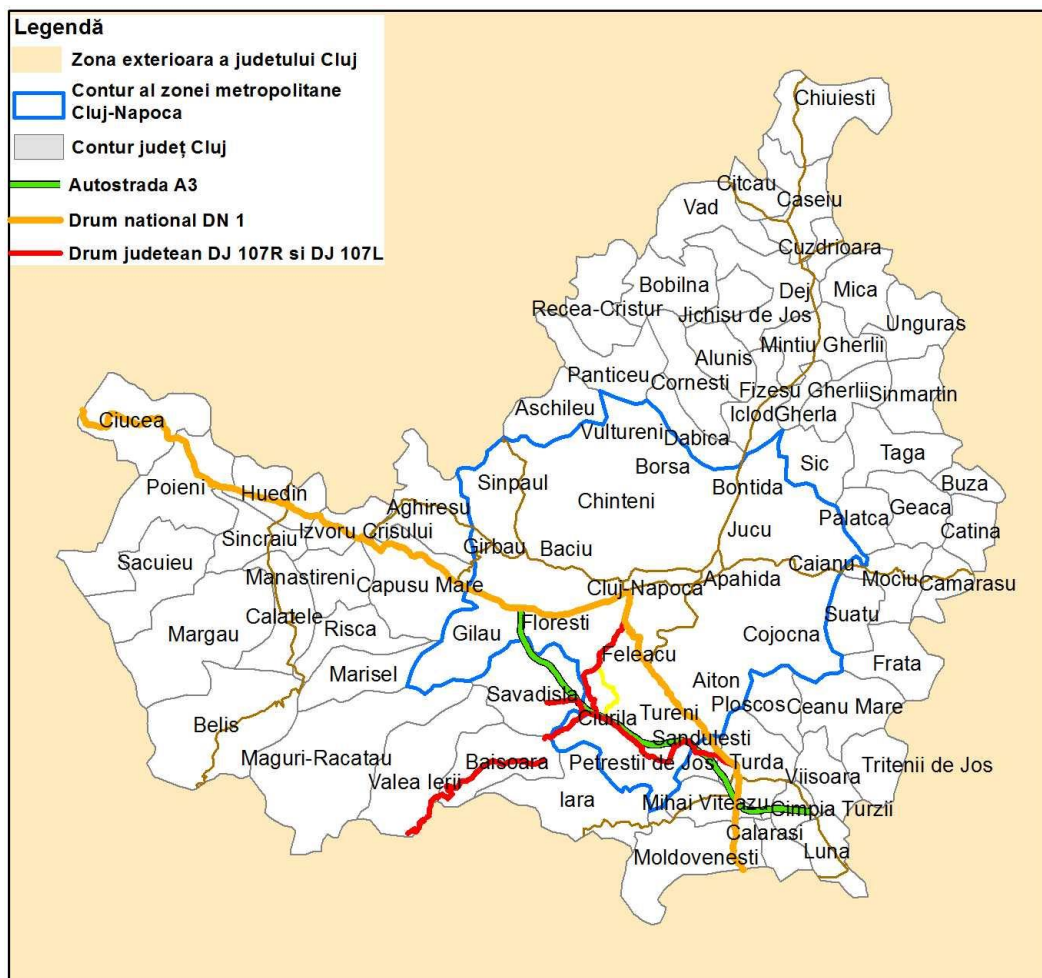 Legendă
Zona exterioara a judetului Cluj
Contur al zonei metropolitane
Cluj-Napoca
Contur județ Cluj
Autostrada A3
Drum national DN 1
Drum judetean DJ 107R si DJ 107L
Chiuiesti
Citcau
Caseiu
Vad
Cuzdrioara
Bobilna
Dej
Mica
Recea-Cristur
Jichisu de Jos
Unguras
Alunis
Mintiu Gherlii
Panticeu
Cornesti
Fizesu Gherlii
Sinmartin
Aschileu
Iclod
Gherla
Ciucea
Vultureni
Dabica
Borsa
Sic
Taga
Sinpaul
Poieni
Huedin
Chinteni
Bontida
Buza
Aghiresu
Geaca
Izvoru Crisului
Palatca
Jucu
Catina
Sincraiu
Girbau
Baciu
Sacuieu
Caianu
Manastireni
Capusu Mare
Cluj-Napoca
Apahida
Mociu
Camarasu
Calatele
Suatu
Risca
Floresti
Margau
Gilau
Cojocna
Feleacu
Frata
Marisel
Aiton
Savadisla
Ploscos
Ceanu Mare
Tureni
Ciurila
Belis
Sandulesti
Maguri-Racatau
Baisoara
Petrestii de Jos
Turda
Tritenii de Jos
Valea Ierii
Viisoara
Iara
Mihai Viteazu
Cimpia Turzii
Calarasi
Moldovenesti
Luna